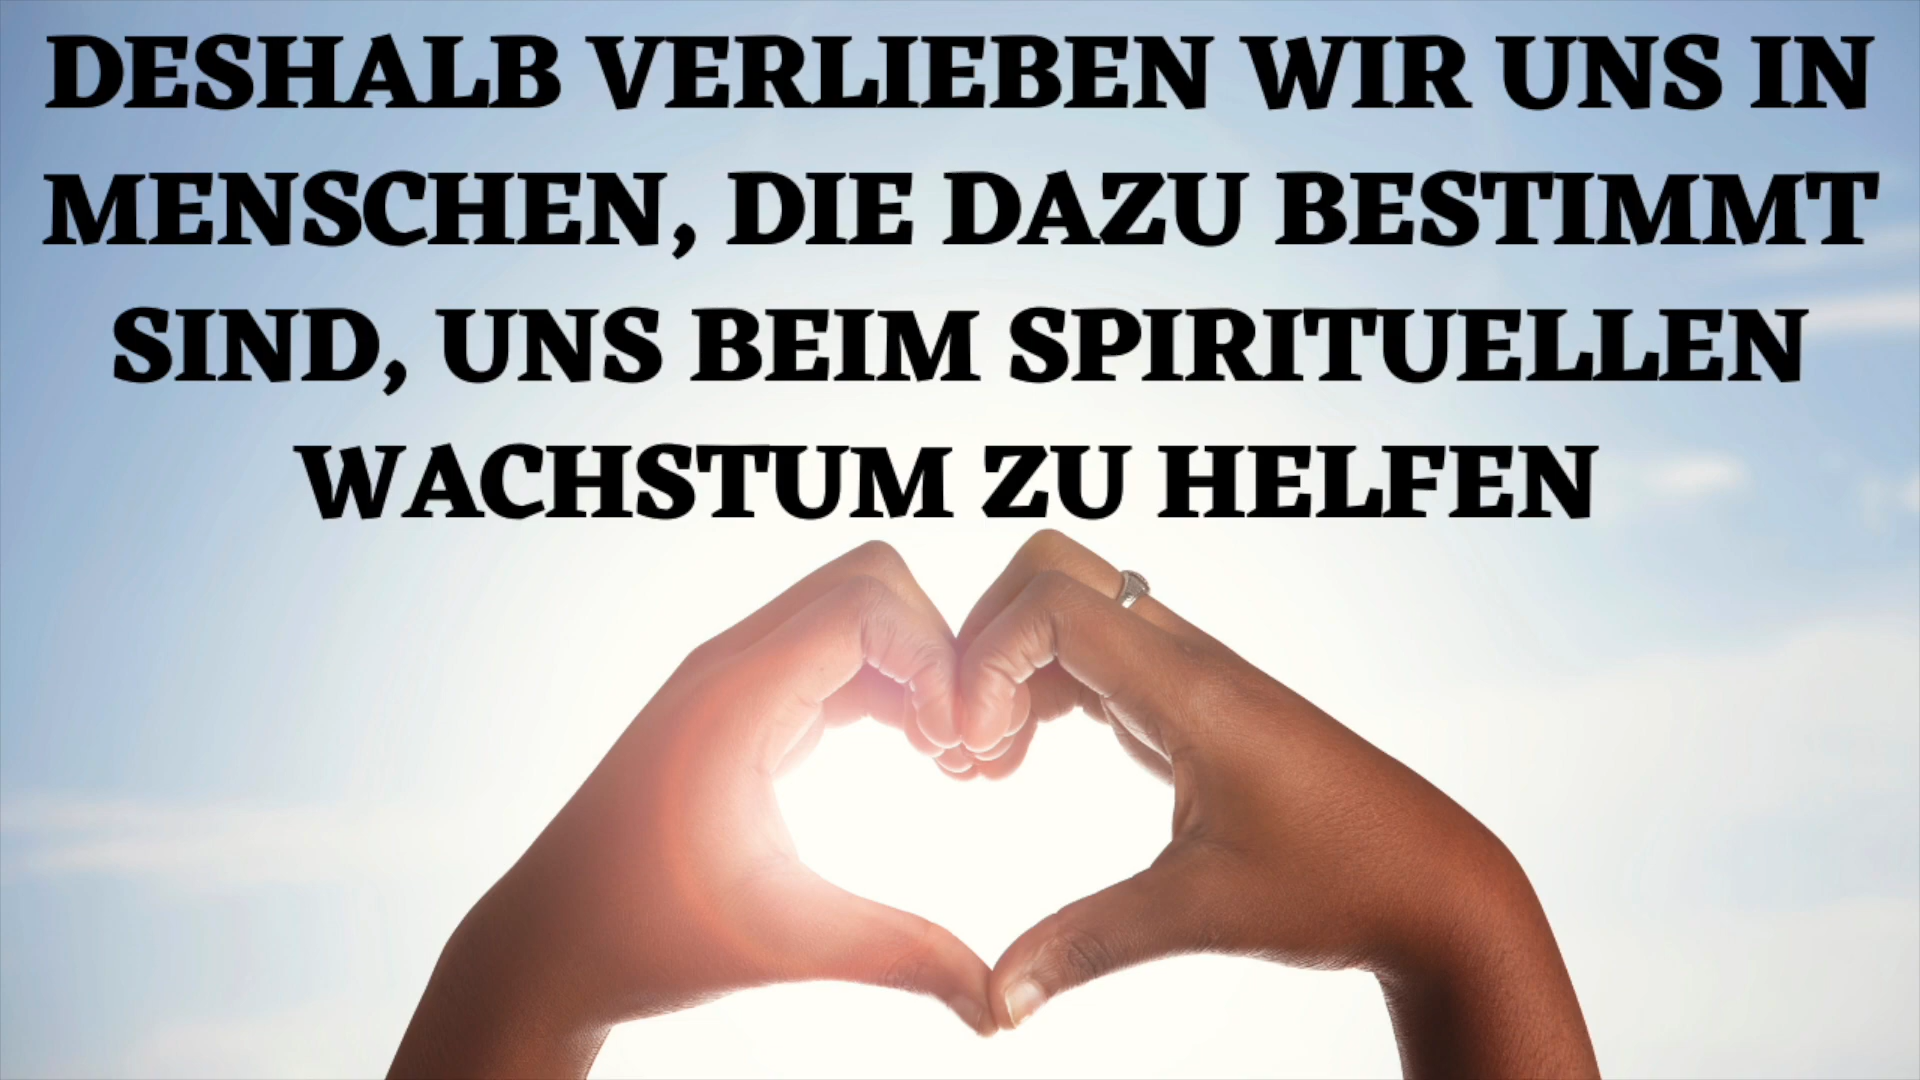 DESHALB VERLIEBEN WIR UNS IN
MENSCHEN, DIE DAZU BESTIMMT
SIND, UNS BEIM SPIRITUELLEN
WACHSTUM ZU HELFEN